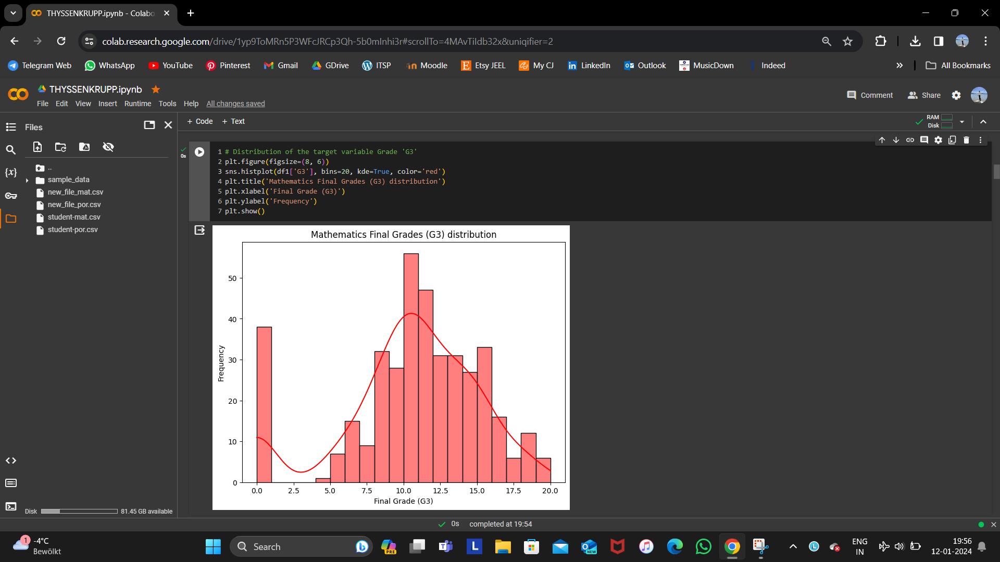 THYSSENKRUPP.ipynb - Colabo
colab.research.google.com/drive/1yp9ToMRn5P3WFcJRCp3Qh-5b0mInhi3r#scrollTo=4MAvTiIdb32x&uniqifier=2
Telegram Web WhatsApp YouTube Pinterest Gmail GDrive ITSP Moodle Etsy JEEL My CJ LinkedIn Outlook MusicDown Indeed All Bookmarks
THYSSENKRUPP.ipynb
Comment Share
File Edit View Insert Runtime Tools Help All changes saved
Files
+ Code + Text
RAM
Disk
..
sample_data
new_file_mat.csv
new_file_por.csv
student-mat.csv
student-por.csv
0s
1 # Distribution of the target variable Grade 'G3'
2 plt.figure(figsize=(8, 6))
3 sns.histplot(df1['G3'], bins=20, kde=True, color='red')
4 plt.title('Mathematics Final Grades (G3) distribution')
5 plt.xlabel('Final Grade (G3)')
6 plt.ylabel('Frequency')
7 plt.show()
Mathematics Final Grades (G3) distribution
Frequency
50
40
30
20
10
0
0.0 2.5 5.0 7.5 10.0 12.5 15.0 17.5 20.0
Final Grade (G3)
Disk 81.45 GB available
0s completed at 19:54
1
-4°C
Bewölkt
Search
PRE
L
NEW
L
ENG
IN
19:56
12-01-2024